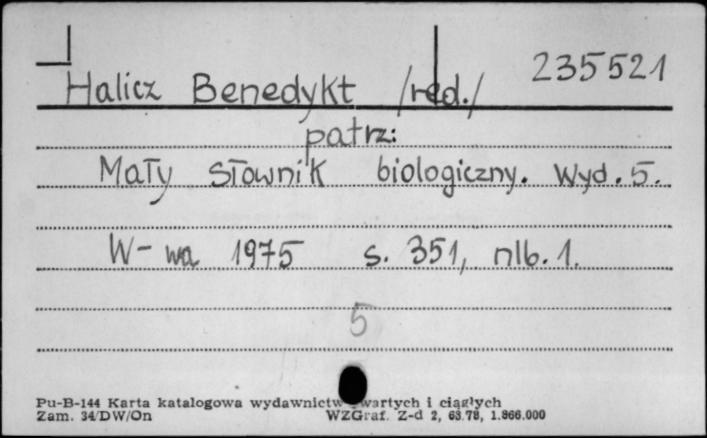 Halicz Benedykt /red./ 235521
patrz:
Mały słownik biologiczny. Wyd. 5.
W-wa 1975 s. 351, nlb. 1.
5
Pu-B-144 Karta katalogowa wydawnictw zwartych i ciągłych
Zam. 34/DW/On WZGraf. Z-d 2, 63.78, 1.866.000